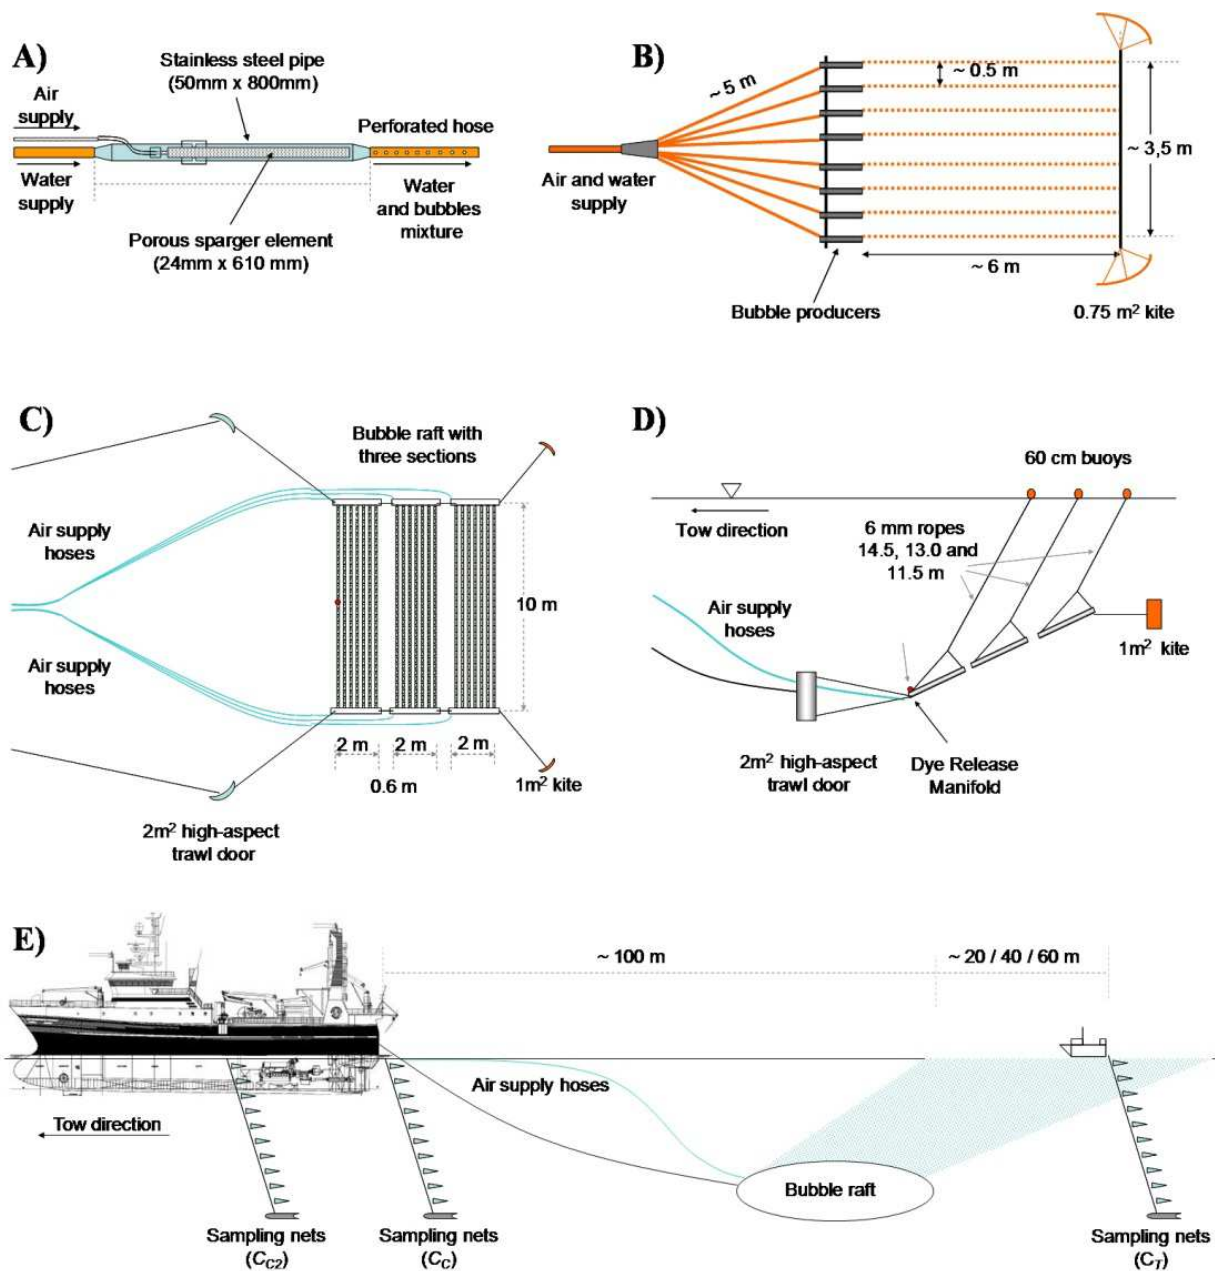 A)
Stainless steel pipe
(50mm x 800mm)
Air
supply
Perforated hose
Water
supply
Water
and bubbles
mixture
Porous sparger element
(24mm x 610 mm)
B)
~ 5 m
~ 0.5 m
~ 3,5 m
Air and water
supply
~ 6 m
Bubble producers
0.75 m² kite
C)
Bubble raft with
three sections
Air supply
hoses
10 m
Air supply
hoses
2 m
2 m
2 m
0.6 m
1m² kite
2m² high-aspect
trawl door
D)
60 cm buoys
Tow direction
6 mm ropes
14.5, 13.0 and
11.5 m
Air supply
hoses
1m² kite
2m² high-aspect
trawl door
Dye Release
Manifold
E)
~ 100 m
~ 20 / 40 / 60 m
Air supply hoses
Tow direction
Bubble raft
Sampling nets
(C_C2)
Sampling nets
(C_C)
Sampling nets
(C_T)